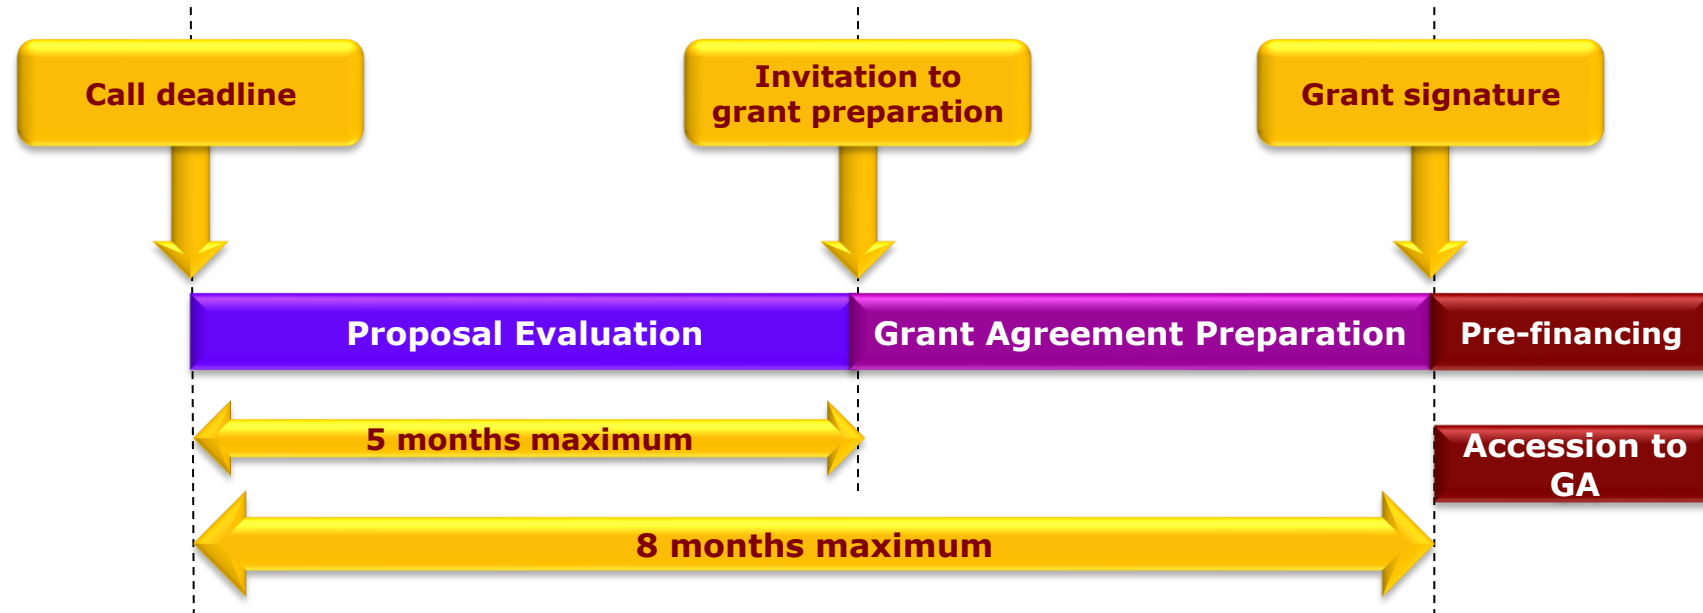 Call deadline
Invitation to
grant preparation
Grant signature
Proposal Evaluation
Grant Agreement Preparation
Pre-financing
5 months maximum
Accession to
GA
8 months maximum